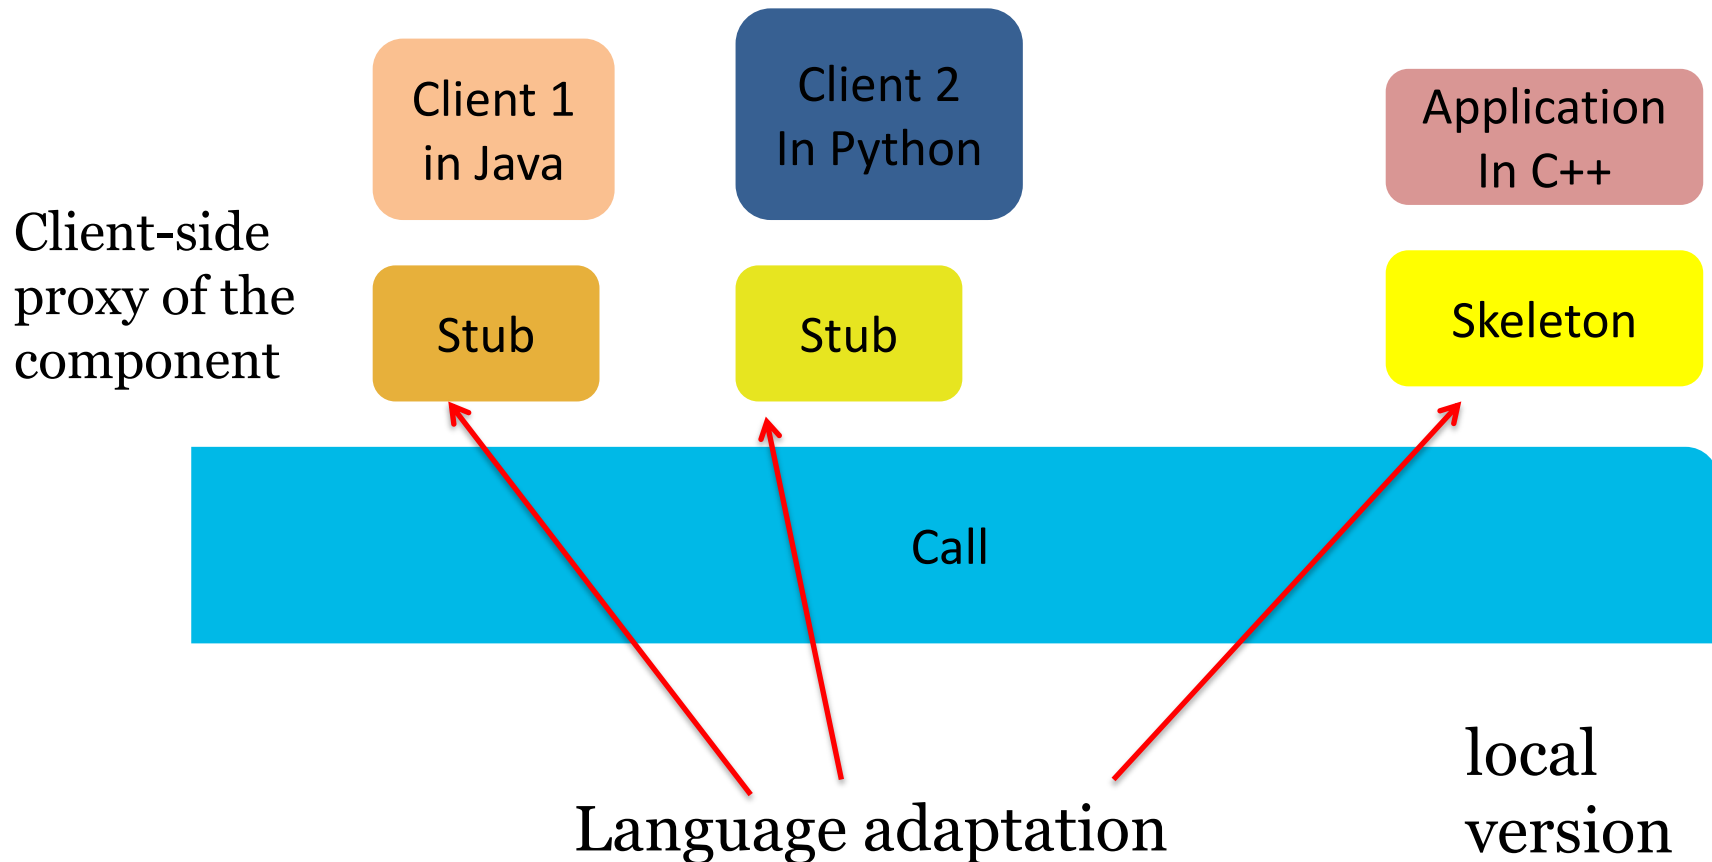 Client 1
in Java
Client 2
In Python
Application
In C++
Client-side
proxy of the
component
Stub
Stub
Skeleton
Call
Language adaptation
local
version